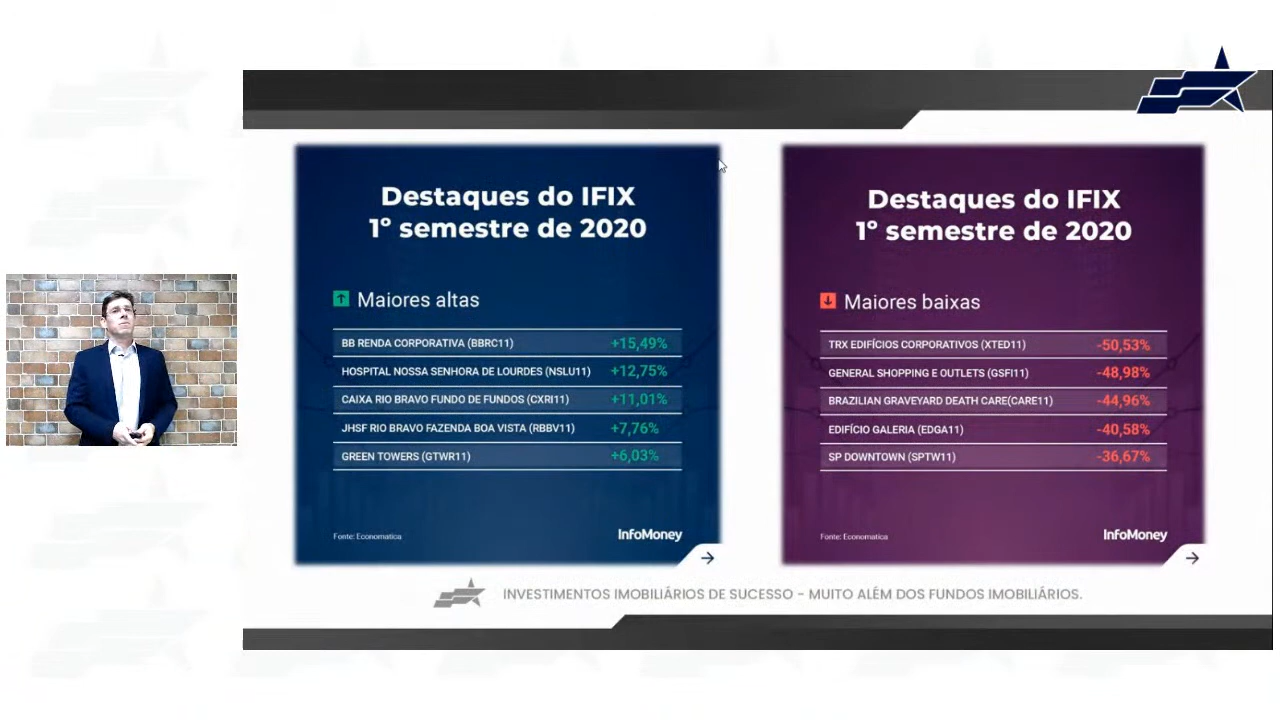 Destaques do IFIX
1º semestre de 2020
Maiores altas
BB RENDA CORPORATIVA (BBRC11) +15,49%
HOSPITAL NOSSA SENHORA DE LOURDES (NSLU11) +12,75%
CAIXA RIO BRAVO FUNDO DE FUNDOS (CXRI11) +11,01%
JHSF RIO BRAVO FAZENDA BOA VISTA (RBBV11) +7,76%
GREEN TOWERS (GTWR11) +6,03%
Fonte: Economatica
InfoMoney
Destaques do IFIX
1º semestre de 2020
Maiores baixas
TRX EDIFÍCIOS CORPORATIVOS (XTED11) -50,53%
GENERAL SHOPPING E OUTLETS (GSFI11) -48,98%
BRAZILIAN GRAVEYARD DEATH CARE(CARE11) -44,96%
EDIFÍCIO GALERIA (EDGA11) -40,58%
SP DOWNTOWN (SPTW11) -36,67%
Fonte: Economatica
InfoMoney
INVESTIMENTOS IMOBILIÁRIOS DE SUCESSO - MUITO ALÉM DOS FUNDOS IMOBILIÁRIOS.